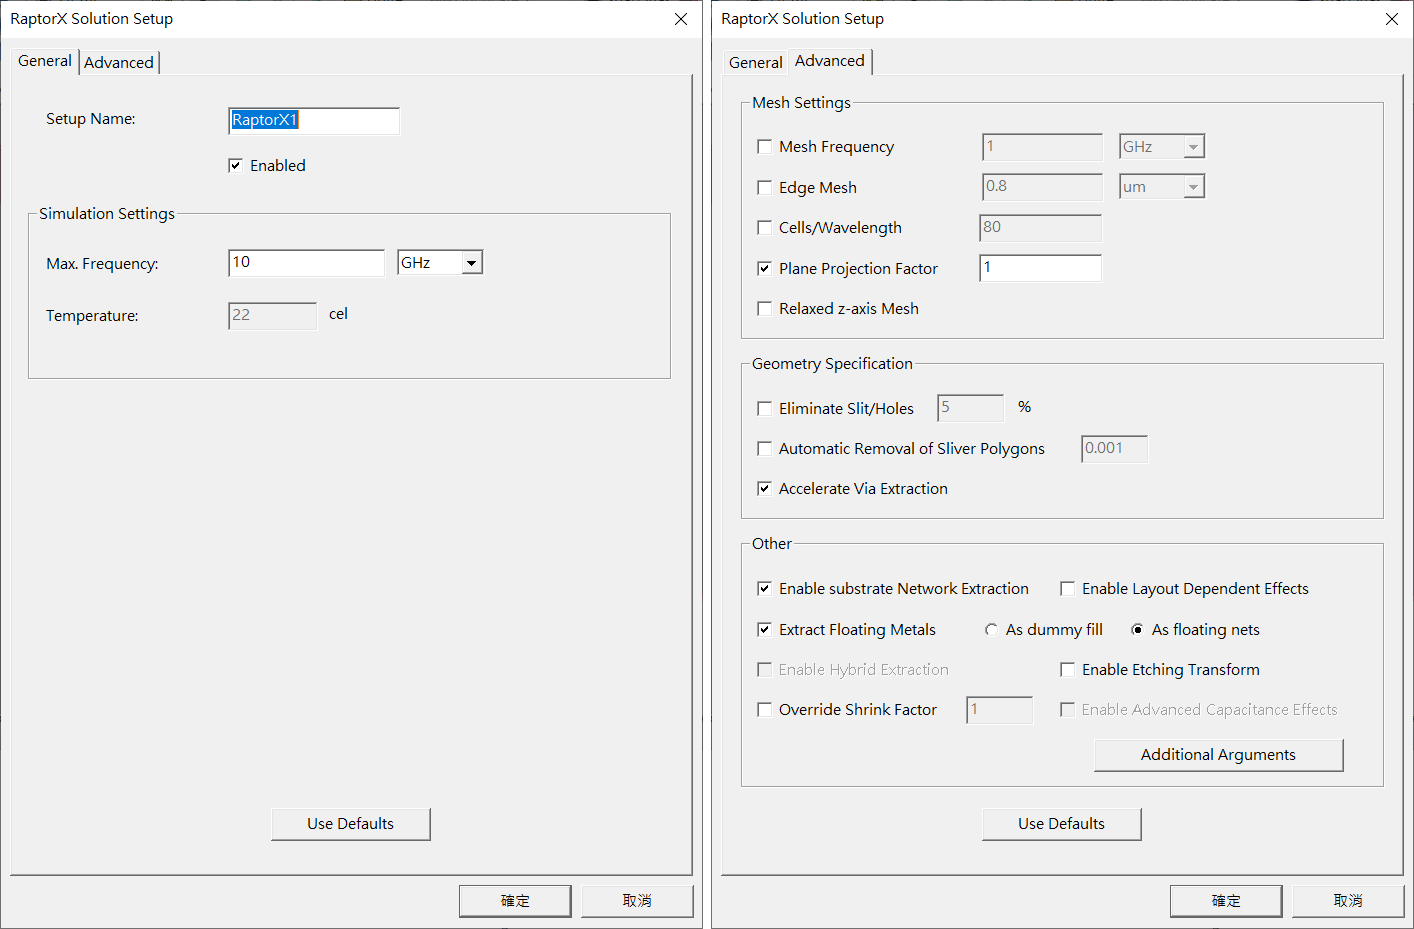 RaptorX Solution Setup
General Advanced
Setup Name: RaptorX1
Enabled
Simulation Settings
Max. Frequency: 10 GHz
Temperature: 22 cel
Use Defaults
確定 取消
RaptorX Solution Setup
General Advanced
Mesh Settings
Mesh Frequency 1 GHz
Edge Mesh 0.8 um
Cells/Wavelength 80
Plane Projection Factor 1
Relaxed z-axis Mesh
Geometry Specification
Eliminate Slit/Holes 5 %
Automatic Removal of Sliver Polygons 0.001
Accelerate Via Extraction
Other
Enable substrate Network Extraction Enable Layout Dependent Effects
Extract Floating Metals As dummy fill As floating nets
Enable Hybrid Extraction Enable Etching Transform
Override Shrink Factor 1 Enable Advanced Capacitance Effects
Additional Arguments
Use Defaults
確定 取消